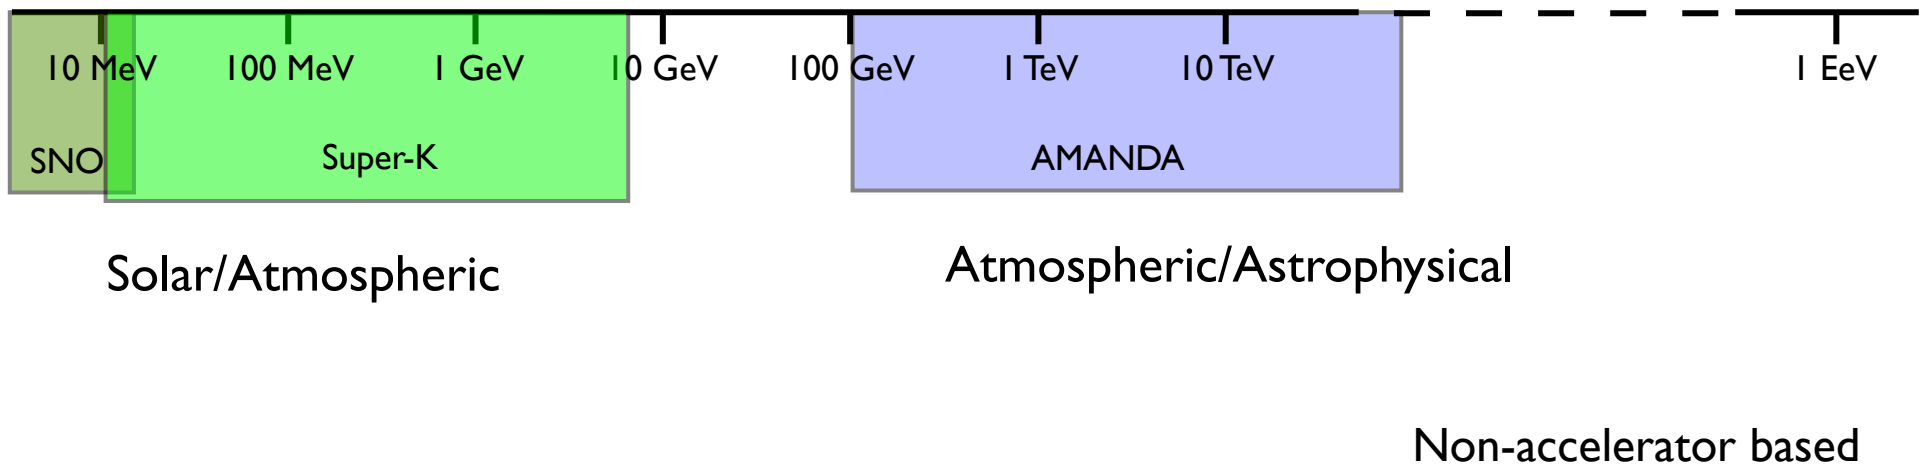 10 MeV 100 MeV 1 GeV 10 GeV 100 GeV 1 TeV 10 TeV 1 EeV
SNO Super-K AMANDA
Solar/Atmospheric Atmospheric/Astrophysical
Non-accelerator based